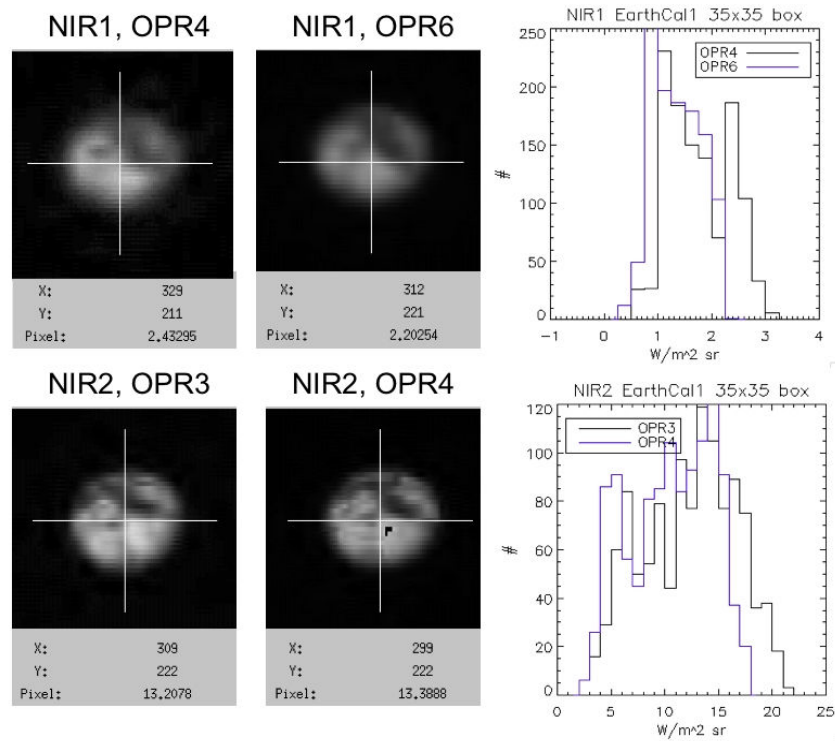 NIR1, OPR4
NIR1, OPR6
X: 329
Y: 211
Pixel: 2.43295
X: 312
Y: 221
Pixel: 2.20254
NIR1 EarthCal1 35x35 box
OPR4
OPR6
250
200
150
100
50
0
#
-1 0 1 2 3 4
W/m^2 sr
NIR2, OPR3
NIR2, OPR4
X: 309
Y: 222
Pixel: 13.2078
X: 299
Y: 222
Pixel: 13.3888
NIR2 EarthCal1 35x35 box
OPR3
OPR4
120
100
80
60
40
20
0
#
0 5 10 15 20 25
W/m^2 sr